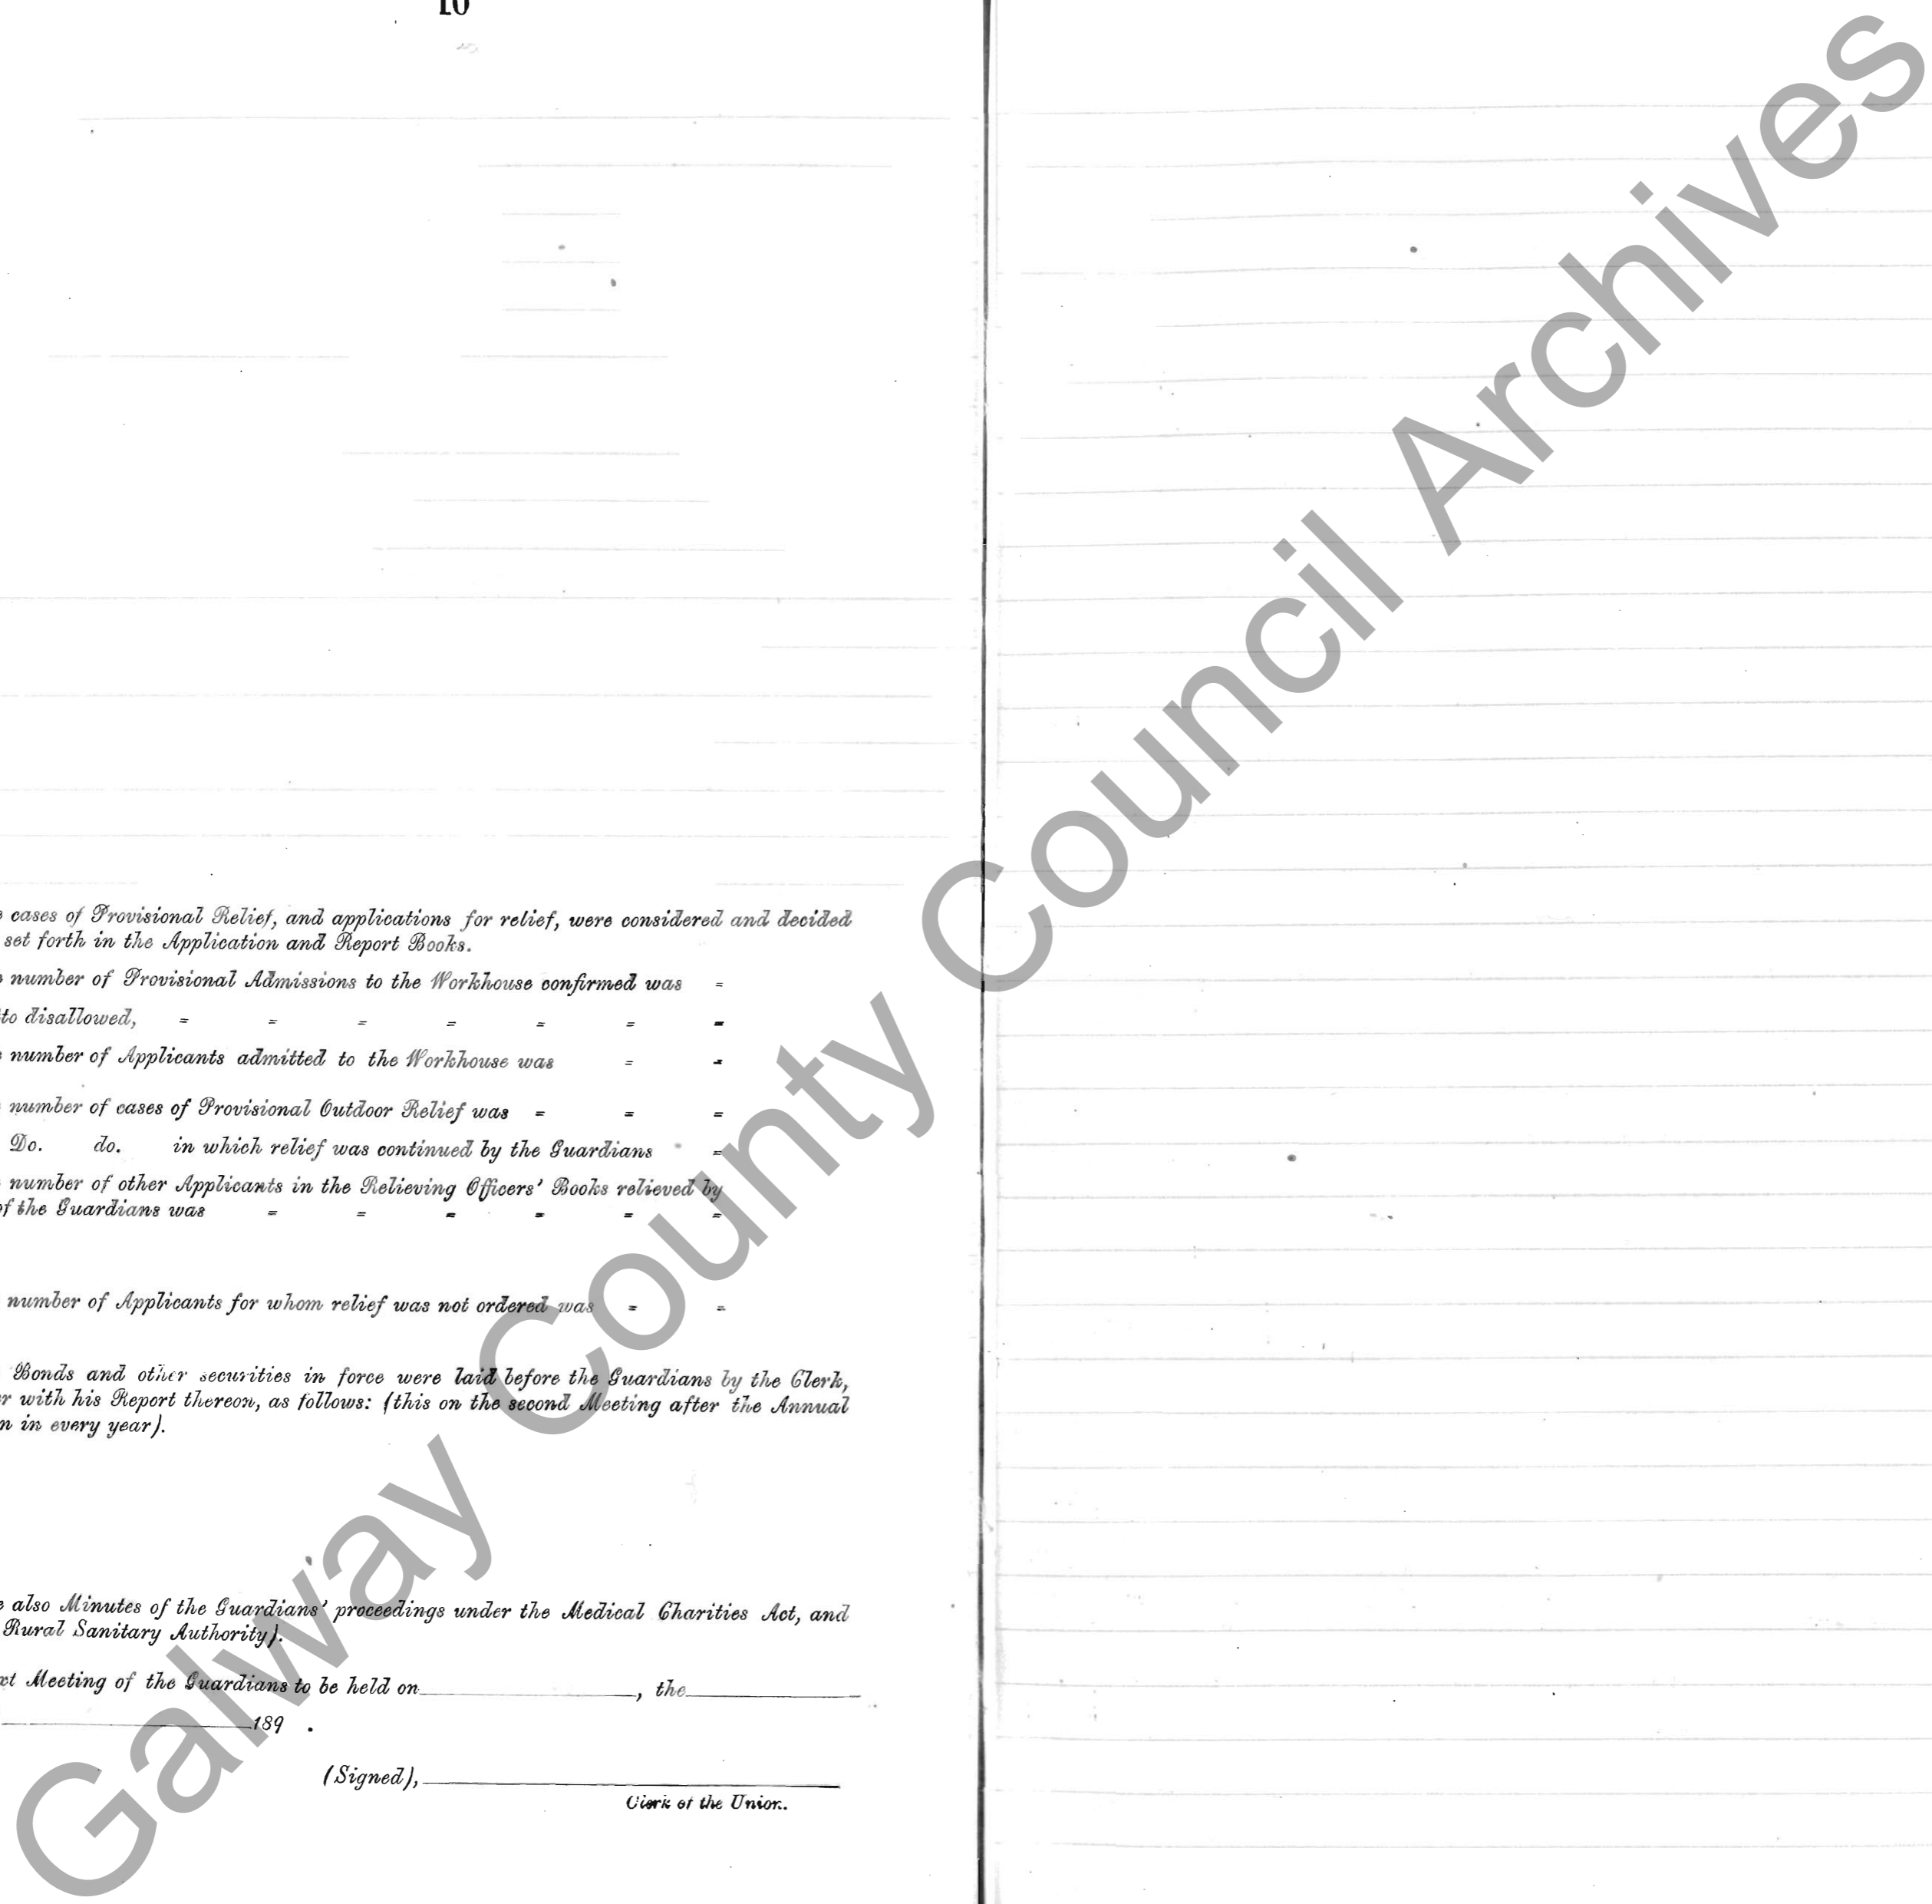 10
cases of Provisional Relief, and applications for relief, were considered and decided
set forth in the Application and Report Books.
number of Provisional Admissions to the Workhouse confirmed was =
to disallowed, = = = = = = =
number of Applicants admitted to the Workhouse was = =
number of cases of Provisional Outdoor Relief was = = =
Do. do. in which relief was continued by the Guardians =
number of other Applicants in the Relieving Officers' Books relieved by
of the Guardians was = = = = = =
number of Applicants for whom relief was not ordered was = =
Bonds and other securities in force were laid before the Guardians by the Clerk,
r with his Report thereon, as follows: (this on the second Meeting after the Annual
n in every year).
also Minutes of the Guardians' proceedings under the Medical Charities Act, and
Rural Sanitary Authority).
xt Meeting of the Guardians to be held on , the
189 .
(Signed),
Clerk of the Union.
Galway County Council Archives